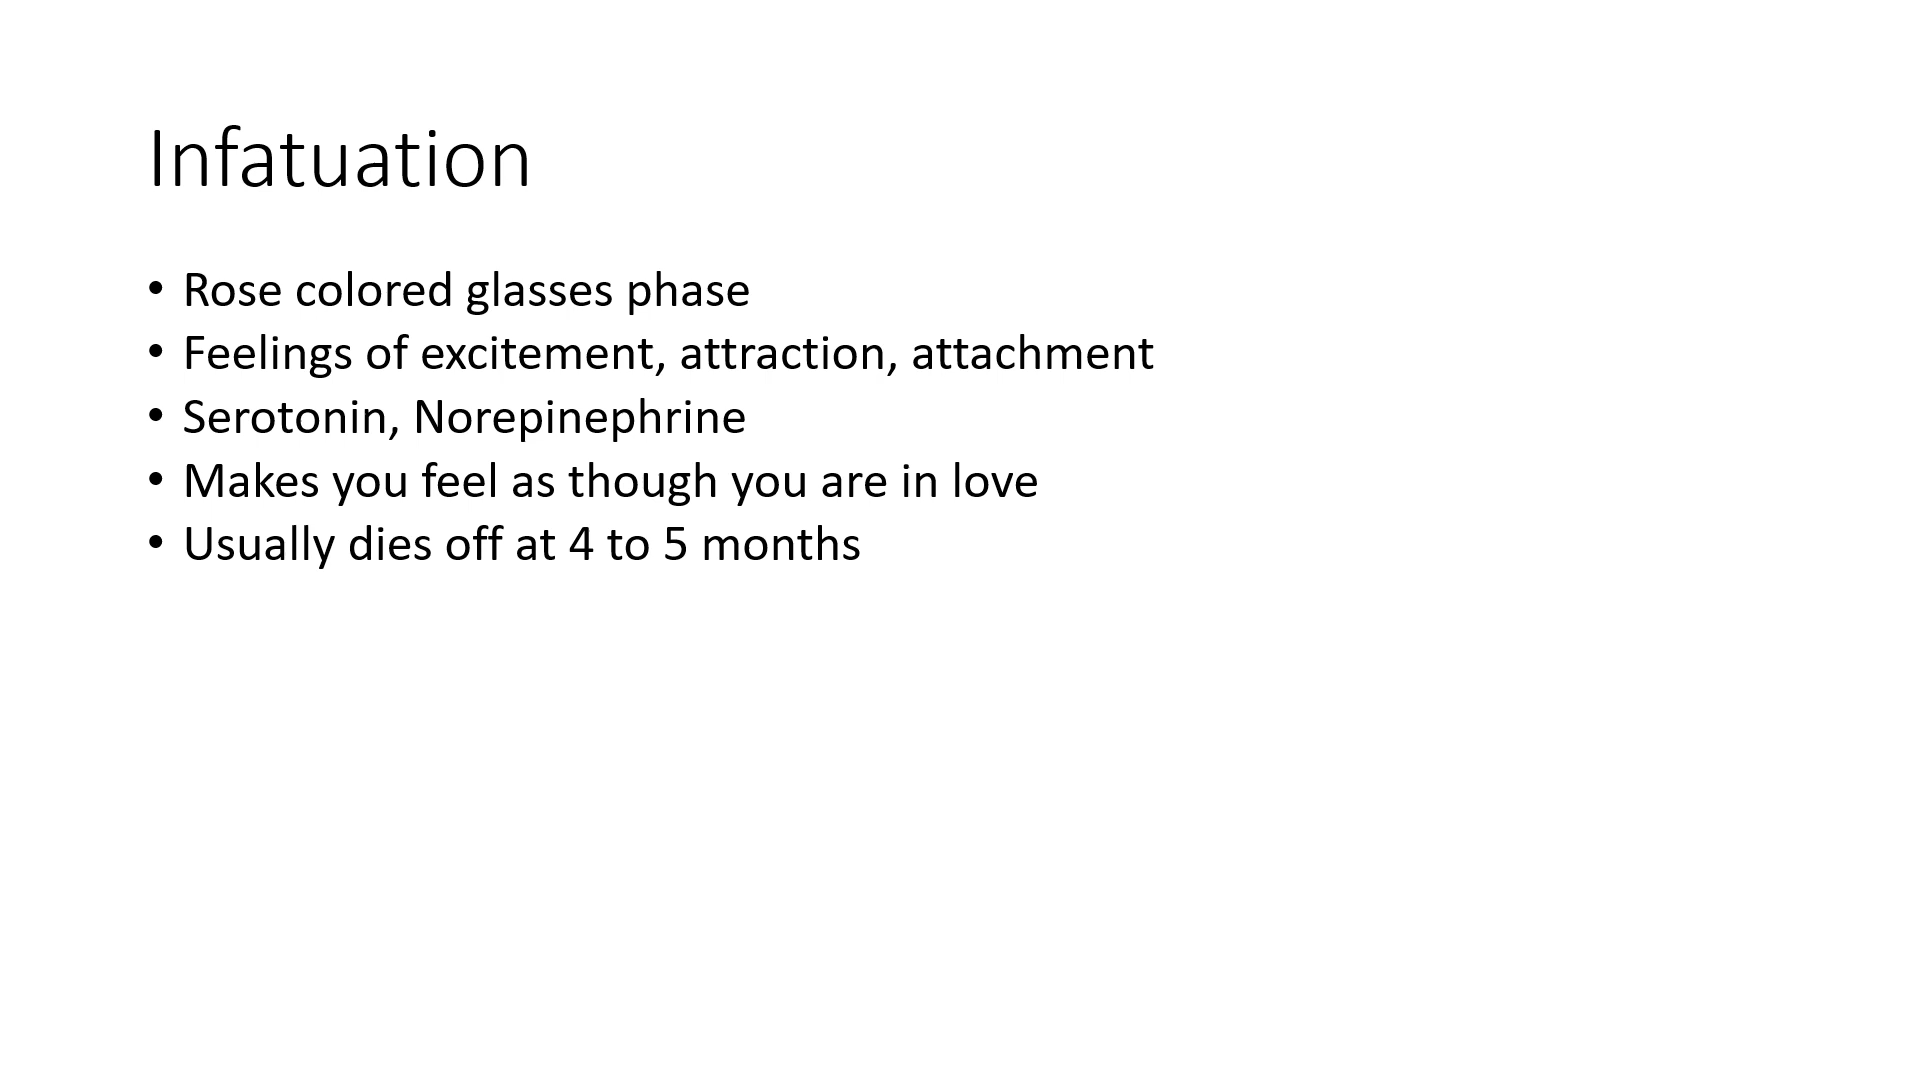 Infatuation
• Rose colored glasses phase
• Feelings of excitement, attraction, attachment
• Serotonin, Norepinephrine
• Makes you feel as though you are in love
• Usually dies off at 4 to 5 months